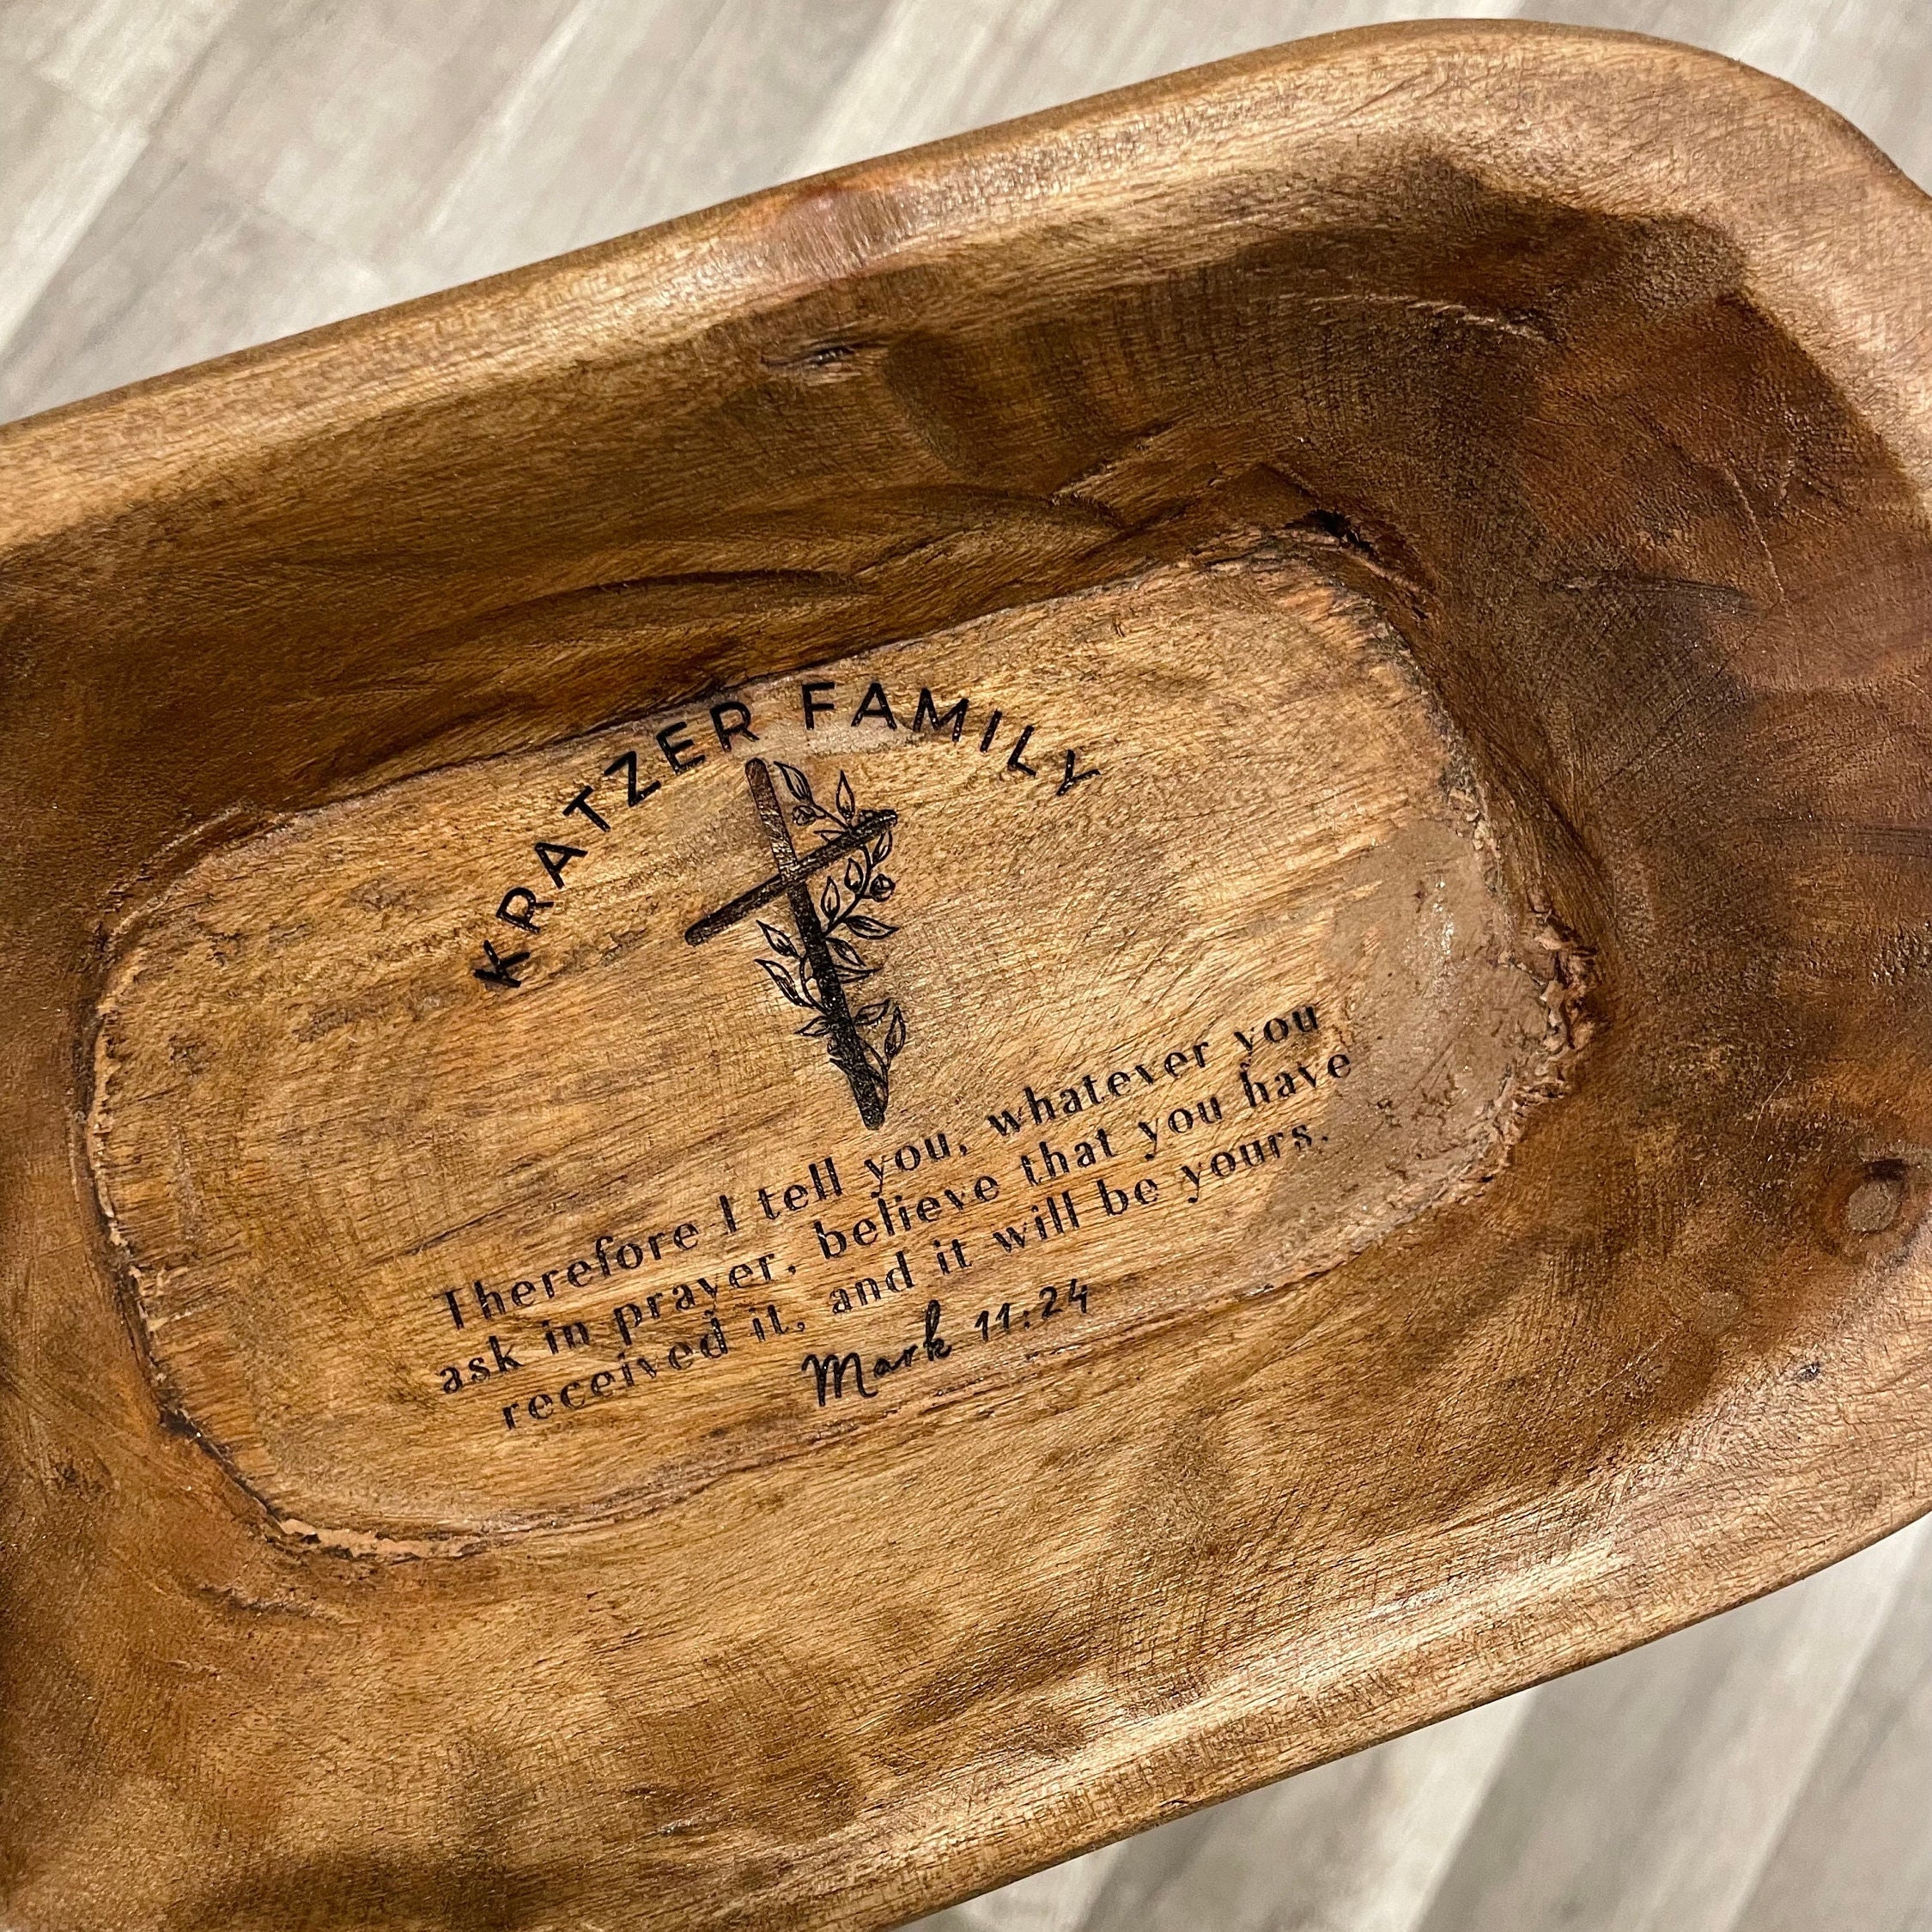 KRATZER FAMILY
Therefore I tell you, whatever you
ask in prayer, believe that you have
received it, and it will be yours.
Mark 11:24